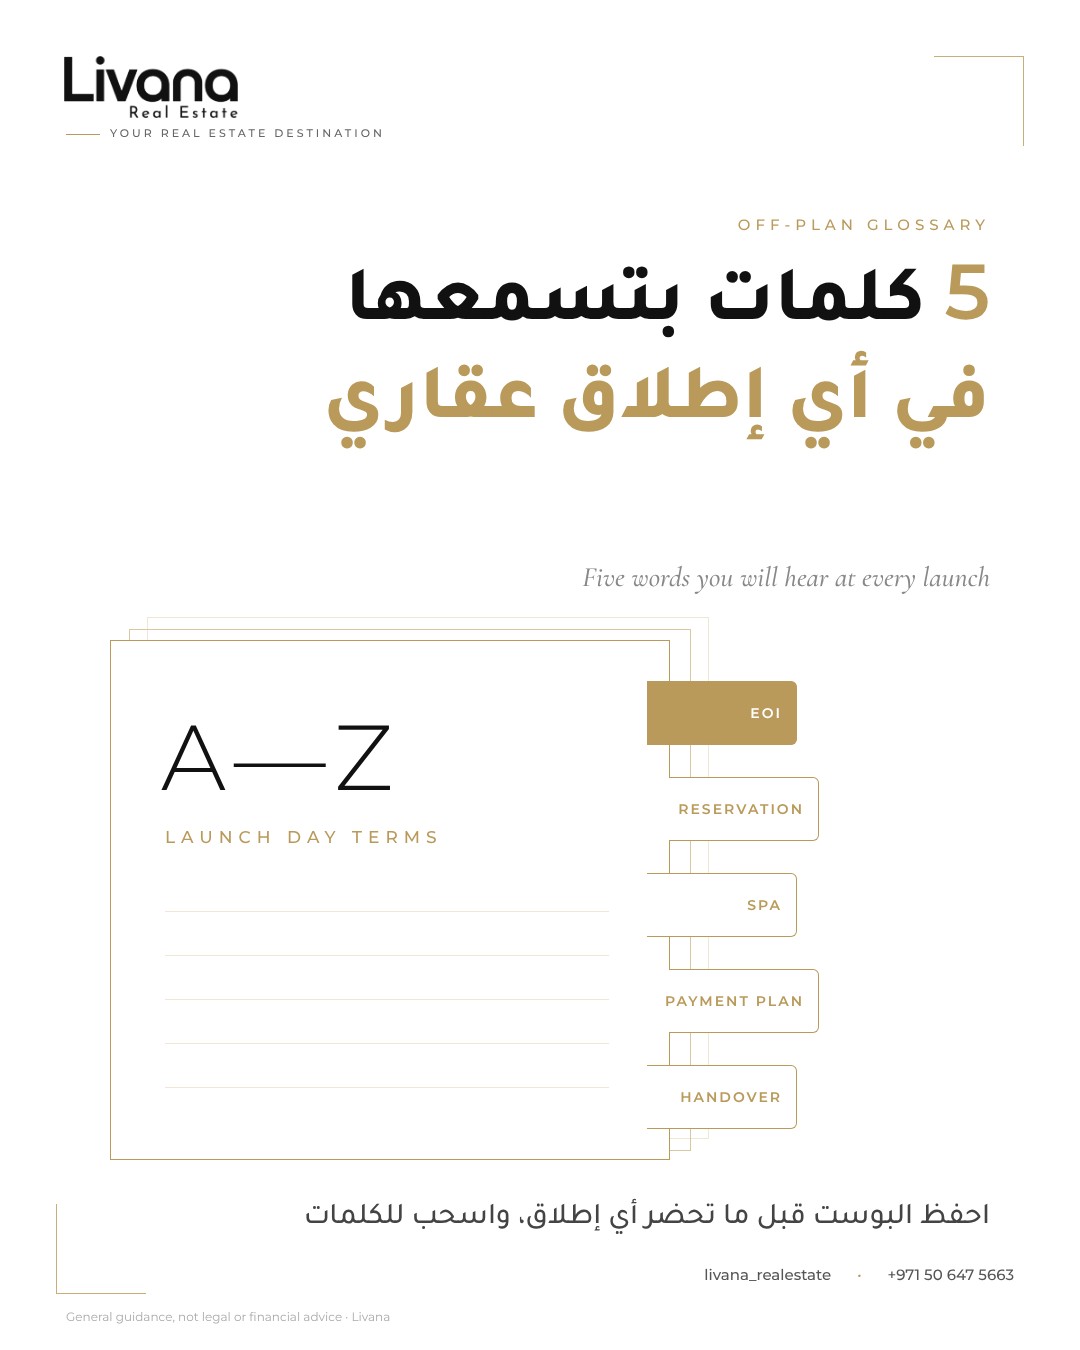 Livana
Real Estate
YOUR REAL ESTATE DESTINATION
OFF-PLAN GLOSSARY
5 كلمات بتسمعها
في أي إطلاق عقاري
Five words you will hear at every launch
A—Z
LAUNCH DAY TERMS
EOI
RESERVATION
SPA
PAYMENT PLAN
HANDOVER
احفظ البوست قبل ما تحضر أي إطلاق، واسحب للكلمات
livana_realestate · +971 50 647 5663
General guidance, not legal or financial advice · Livana